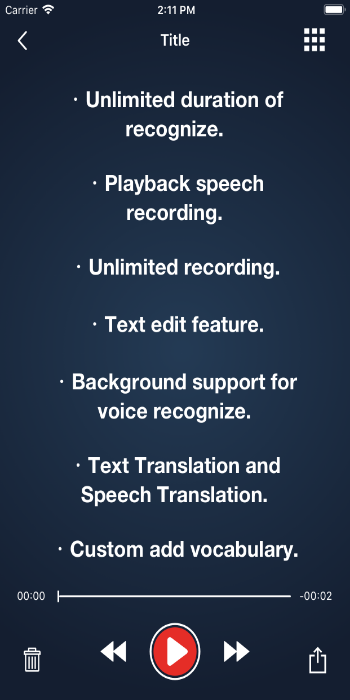 Carrier 2:11 PM
Title
· Unlimited duration of
recognize.
· Playback speech
recording.
· Unlimited recording.
· Text edit feature.
· Background support for
voice recognize.
· Text Translation and
Speech Translation.
· Custom add vocabulary.
00:00 -00:02